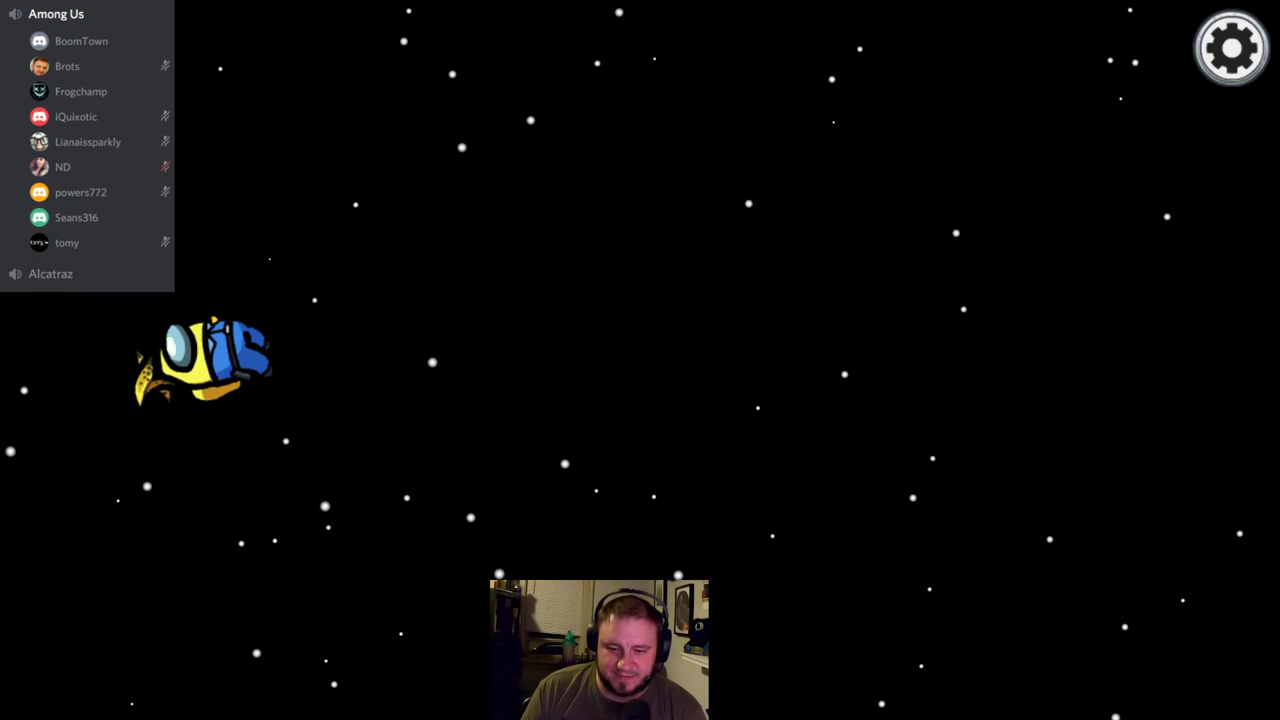 Among Us
BoomTown
Brots
Frogchamp
iQuixotic
Lianaissparkly
ND
powers772
Seans316
tomy
Alcatraz